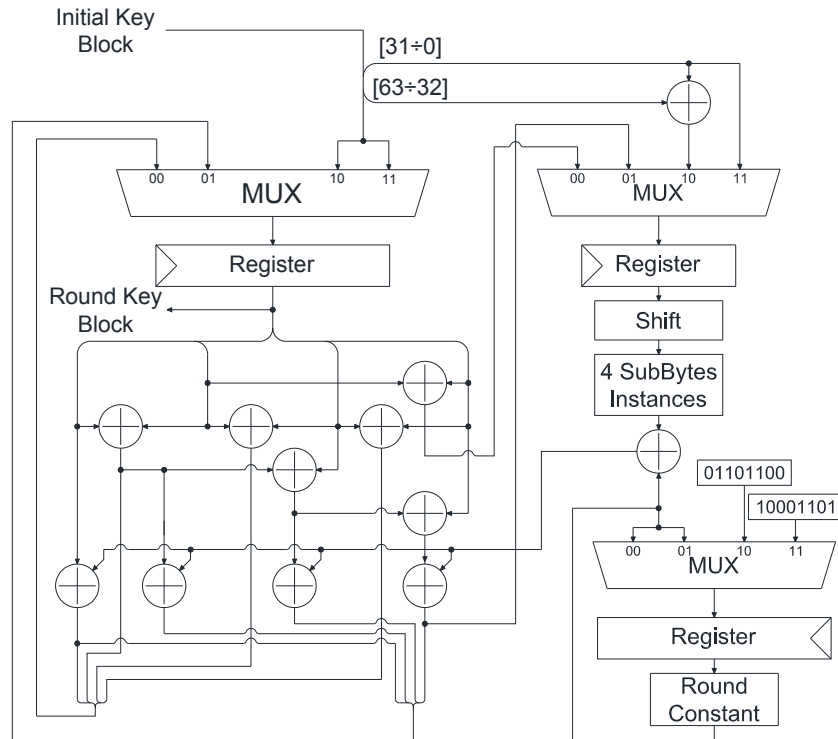 Initial Key
Block
[31÷0]
[63÷32]
00 01 10 11
MUX
00 01 10 11
MUX
Register
Register
Round Key
Block
Shift
4 SubBytes
Instances
01101100
10001101
00 01 10 11
MUX
Register
Round
Constant